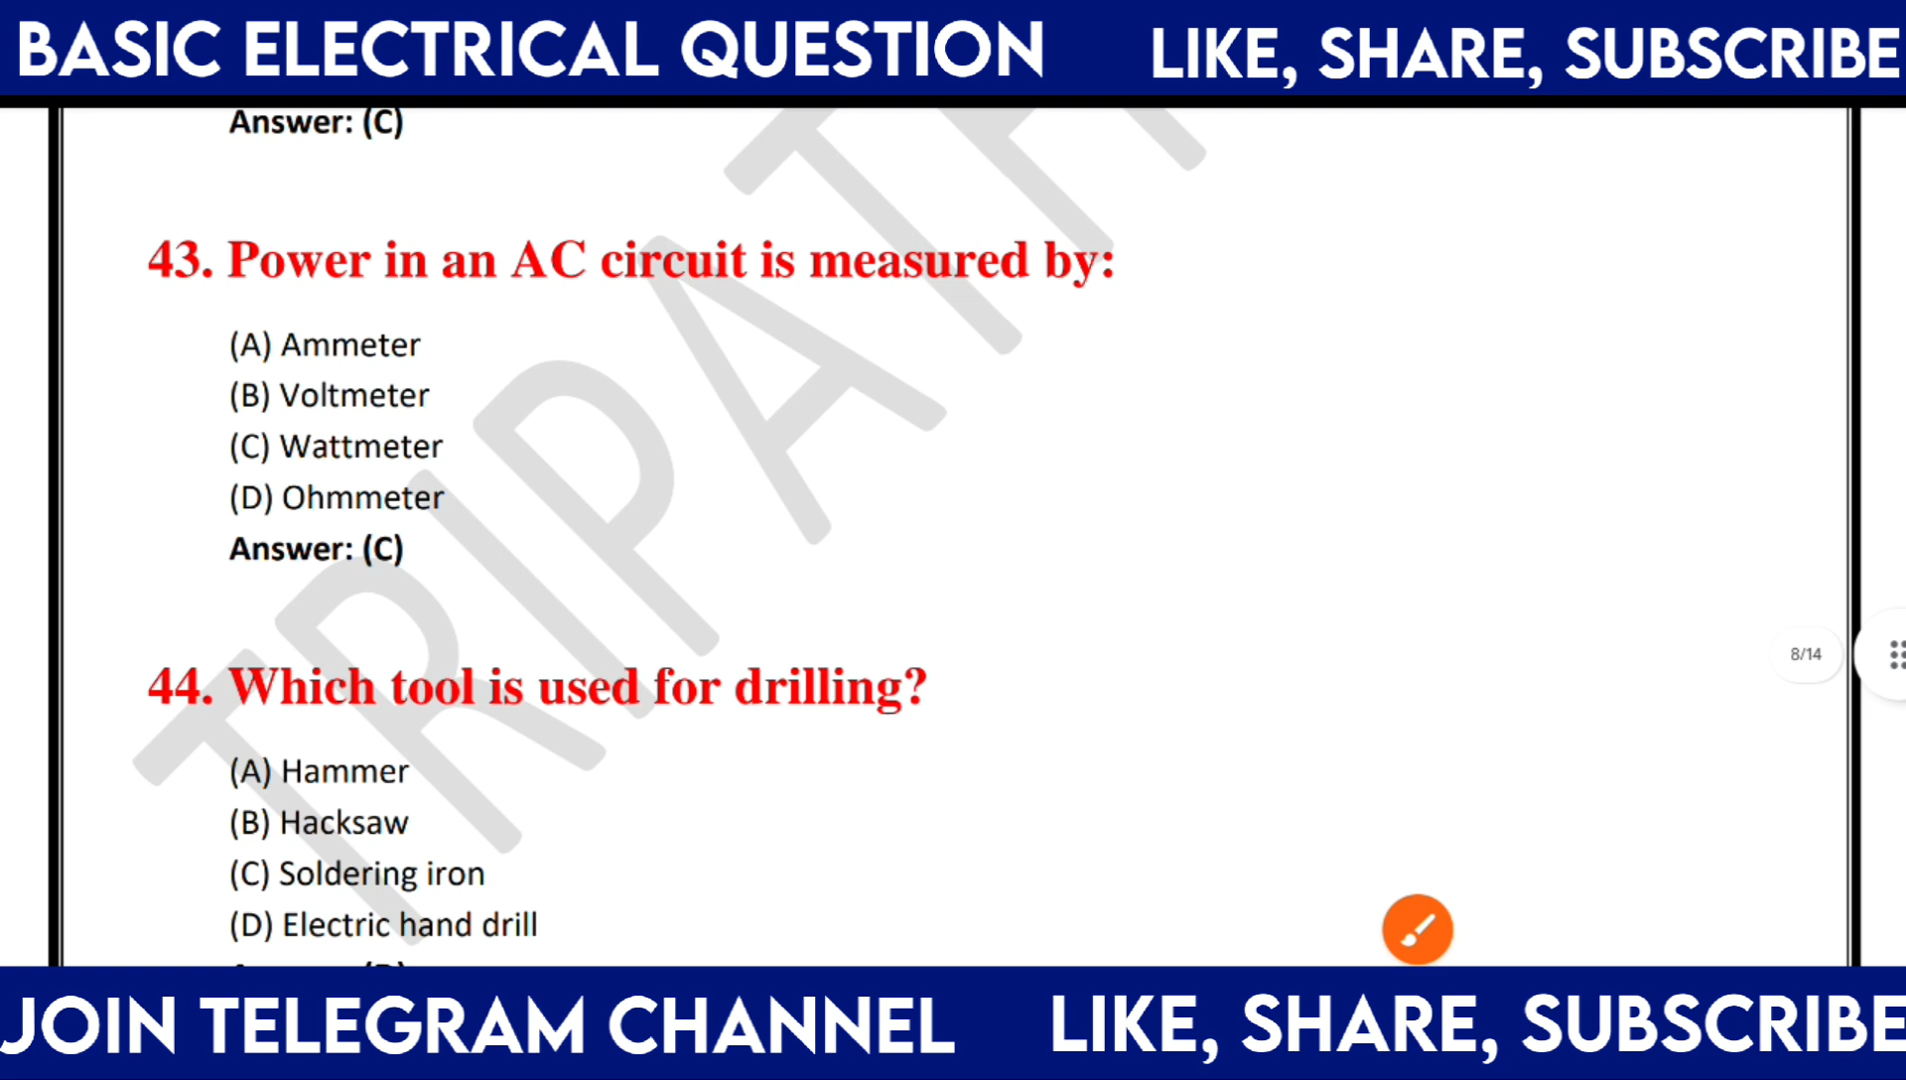 BASIC ELECTRICAL QUESTION LIKE, SHARE, SUBSCRIBE
Answer: (C)
43. Power in an AC circuit is measured by:
(A) Ammeter
(B) Voltmeter
(C) Wattmeter
(D) Ohmmeter
Answer: (C)
8/14
44. Which tool is used for drilling?
(A) Hammer
(B) Hacksaw
(C) Soldering iron
(D) Electric hand drill
TRIPATH
JOIN TELEGRAM CHANNEL LIKE, SHARE, SUBSCRIBE